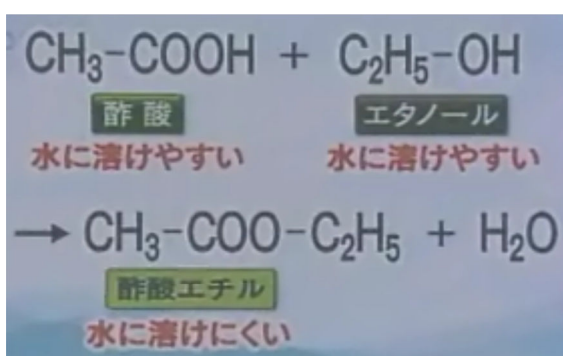 CH₃-COOH + C₂H₅-OH
酢酸 エタノール
水に溶けやすい 水に溶けやすい
→ CH₃-COO-C₂H₅ + H₂O
酢酸エチル
水に溶けにくい